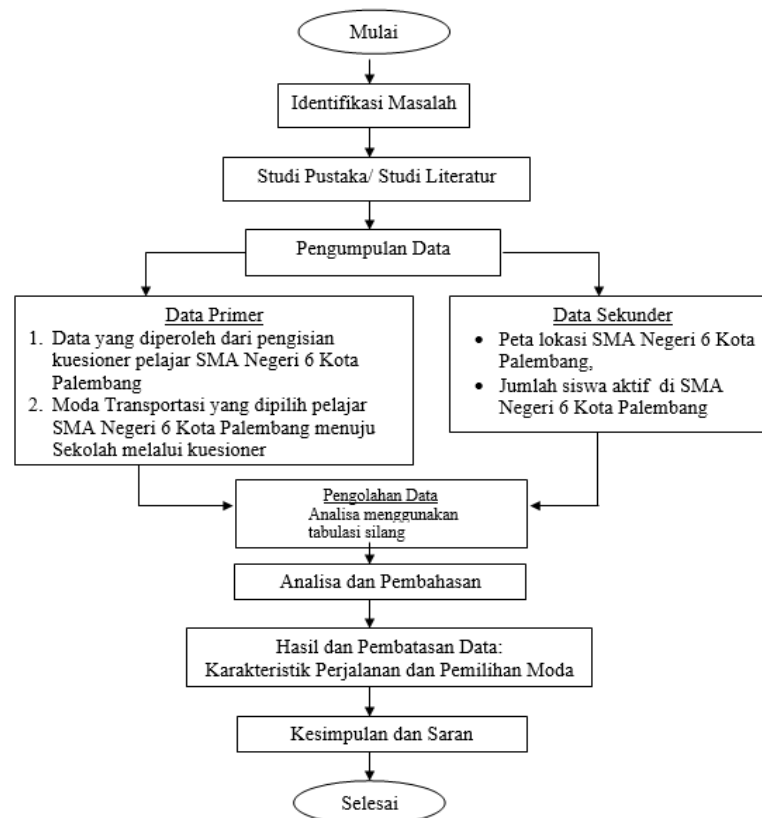 Mulai
Identifikasi Masalah
Studi Pustaka/ Studi Literatur
Pengumpulan Data
Data Primer
1. Data yang diperoleh dari pengisian
kuesioner pelajar SMA Negeri 6 Kota
Palembang
2. Moda Transportasi yang dipilih pelajar
SMA Negeri 6 Kota Palembang menuju
Sekolah melalui kuesioner
Data Sekunder
• Peta lokasi SMA Negeri 6 Kota
Palembang,
• Jumlah siswa aktif di SMA
Negeri 6 Kota Palembang
Pengolahan Data
Analisa menggunakan
tabulasi silang
Analisa dan Pembahasan
Hasil dan Pembatasan Data:
Karakteristik Perjalanan dan Pemilihan Moda
Kesimpulan dan Saran
Selesai